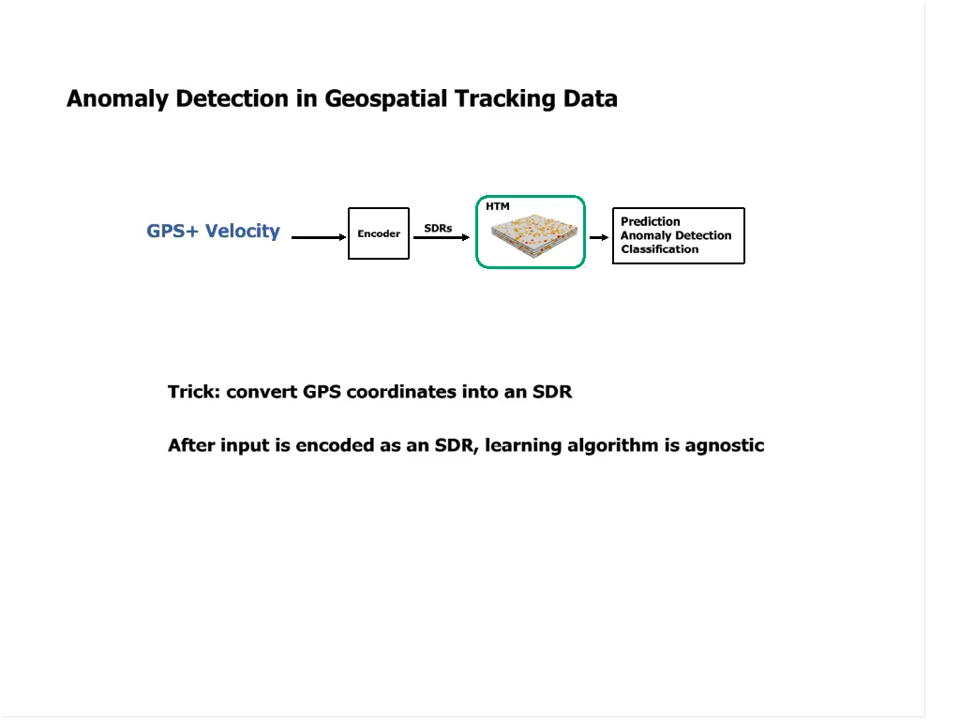 Anomaly Detection in Geospatial Tracking Data
GPS+ Velocity
Encoder
SDRs
HTM
Prediction
Anomaly Detection
Classification
Trick: convert GPS coordinates into an SDR
After input is encoded as an SDR, learning algorithm is agnostic